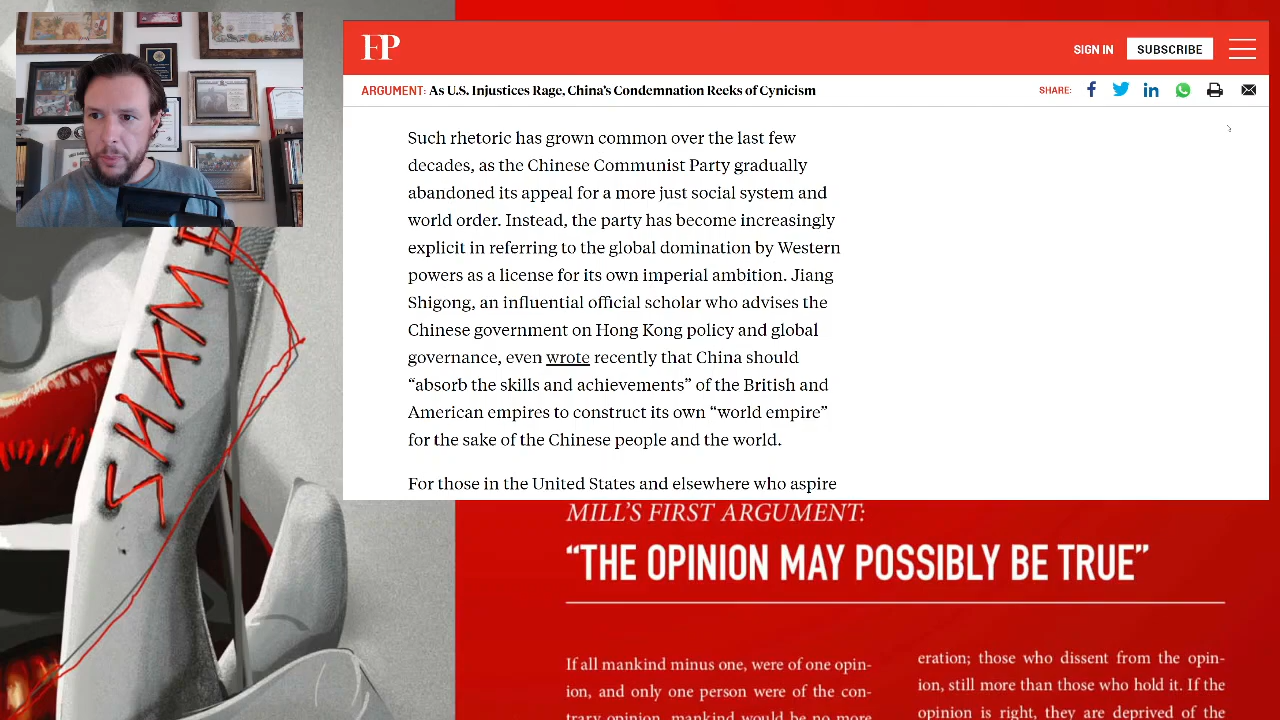 FP
SIGN IN
SUBSCRIBE
ARGUMENT: As U.S. Injustices Rage, China's Condemnation Reeks of Cynicism
SHARE:
Such rhetoric has grown common over the last few
decades, as the Chinese Communist Party gradually
abandoned its appeal for a more just social system and
world order. Instead, the party has become increasingly
explicit in referring to the global domination by Western
powers as a license for its own imperial ambition. Jiang
Shigong, an influential official scholar who advises the
Chinese government on Hong Kong policy and global
governance, even wrote recently that China should
“absorb the skills and achievements” of the British and
American empires to construct its own “world empire”
for the sake of the Chinese people and the world.
For those in the United States and elsewhere who aspire
SHAME
MILL'S FIRST ARGUMENT:
“THE OPINION MAY POSSIBLY BE TRUE”
If all mankind minus one, were of one opin-
ion, and only one person were of the con-
trary opinion, mankind would be no more
eration; those who dissent from the opin-
ion, still more than those who hold it. If the
opinion is right, they are deprived of the